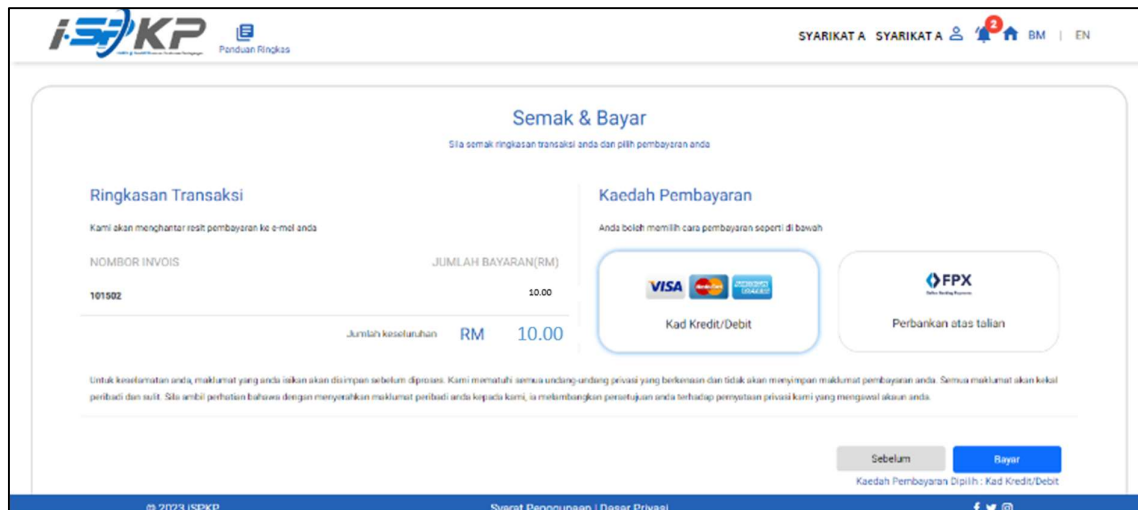 i-SPKP
Panduan Ringkas
SYARIKAT A SYARIKAT A 2 BM | EN
Semak & Bayar
Sila semak ringkasan transaksi anda dan pilih pembayaran anda
Ringkasan Transaksi
Kami akan menghantar resit pembayaran ke e-mel anda
NOMBOR INVOIS JUMLAH BAYARAN(RM)
101502 10.00
Jumlah keseluruhan RM 10.00
Kaedah Pembayaran
Anda boleh memilih cara pembayaran seperti di bawah
VISA MasterCard AMERICAN EXPRESS
Kad Kredit/Debit
FPX
Perbankan atas talian
Untuk keselamatan anda, maklumat yang anda isikan akan disimpan sebelum diproses. Kami mematuhi semua undang-undang privasi yang berkenaan dan tidak akan menyimpan maklumat pembayaran anda. Semua maklumat akan kekal
peribadi dan sulit. Sila ambil perhatian bahawa dengan menyerahkan maklumat peribadi anda kepada kami, ia melambangkan persetujuan anda terhadap pernyataan privasi kami yang mengawal akaun anda.
Sebelum Bayar
Kaedah Pembayaran Dipilih : Kad Kredit/Debit
© 2023 iSPKP Syarat Penggunaan | Dasar Privasi